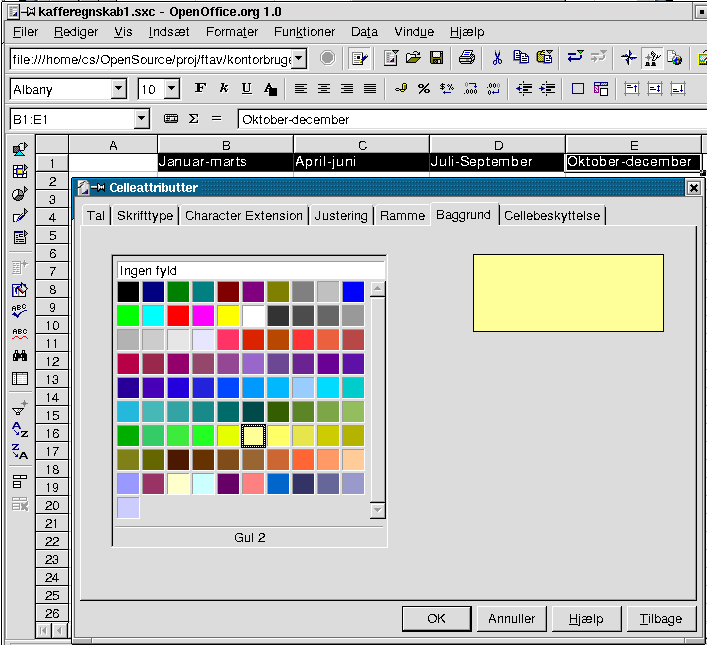 kafferegnskab1.sxc - OpenOffice.org 1.0
Filer Rediger Vis Indsæt Formater Funktioner Data Vindue Hjælp
file:///home/cs/OpenSource/proj/ftav/kontorbruge
Albany 10 F K U A
B1:E1 Σ = Oktober-december
A B C D E
1 Januar-marts April-juni Juli-September Oktober-december
2 Celleattributter
3
4 Tal Skrifttype Character Extension Justering Ramme Baggrund Cellebeskyttelse
5
6
7 Ingen fyld
8
9
10
11
12
13
14
15
16
17
18
19
20
21
22 Gul 2
23
24
25
26 OK Annuller Hjælp Tilbage